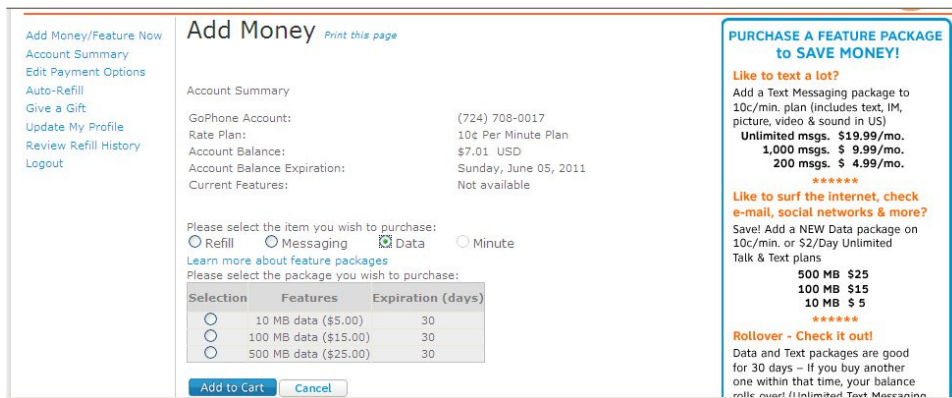 Add Money/Feature Now
Account Summary
Edit Payment Options
Auto-Refill
Give a Gift
Update My Profile
Review Refill History
Logout
Add Money Print this page
Account Summary
GoPhone Account: (724) 708-0017
Rate Plan: 10¢ Per Minute Plan
Account Balance: $7.01 USD
Account Balance Expiration: Sunday, June 05, 2011
Current Features: Not available
Please select the item you wish to purchase:
Refill Messaging Data Minute
Learn more about feature packages
Please select the package you wish to purchase:
Selection Features Expiration (days)
10 MB data ($5.00) 30
100 MB data ($15.00) 30
500 MB data ($25.00) 30
Add to Cart Cancel
PURCHASE A FEATURE PACKAGE
to SAVE MONEY!
Like to text a lot?
Add a Text Messaging package to
10c/min. plan (includes text, IM,
picture, video & sound in US)
Unlimited msgs. $19.99/mo.
1,000 msgs. $ 9.99/mo.
200 msgs. $ 4.99/mo.
******
Like to surf the internet, check
e-mail, social networks & more?
Save! Add a NEW Data package on
10c/min. or $2/Day Unlimited
Talk & Text plans
500 MB $25
100 MB $15
10 MB $ 5
******
Rollover - Check it out!
Data and Text packages are good
for 30 days – If you buy another
one within that time, your balance
rolls over! (Unlimited Text Messaging